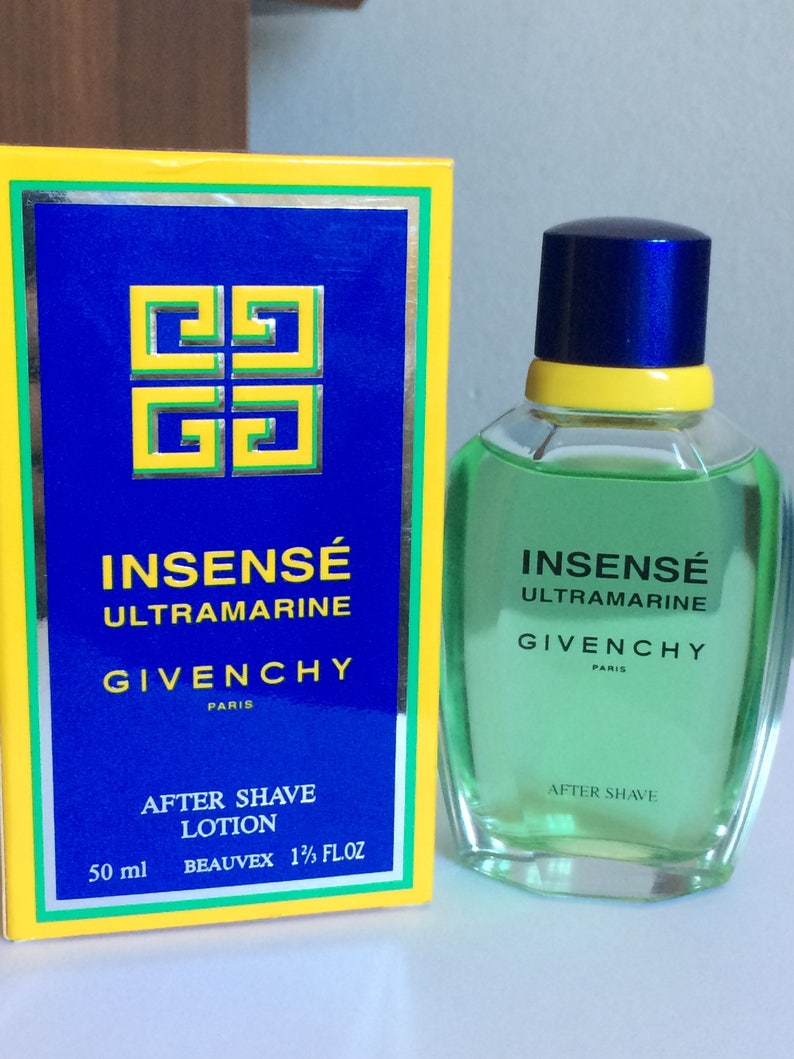 INSENSÉ
ULTRAMARINE
GIVENCHY
PARIS
AFTER SHAVE
LOTION
50 ml BEAUVEX 1⅔ FL.OZ
INSENSÉ
ULTRAMARINE
GIVENCHY
PARIS
AFTER SHAVE